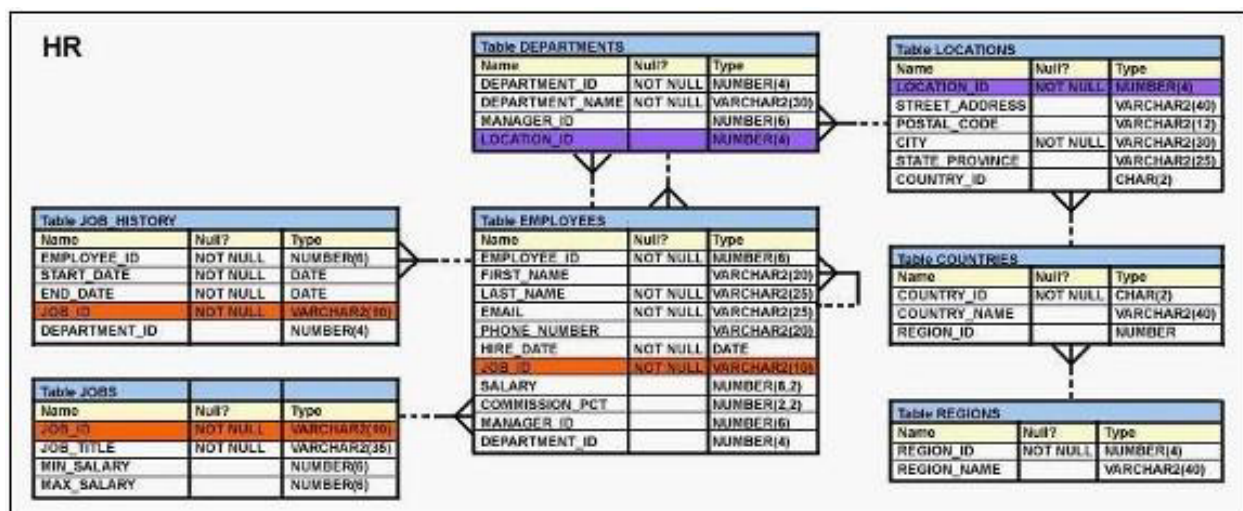 HR
Table DEPARTMENTS
Name Null? Type
DEPARTMENT_ID NOT NULL NUMBER(4)
DEPARTMENT_NAME NOT NULL VARCHAR2(30)
MANAGER_ID NUMBER(6)
LOCATION_ID NUMBER(4)
Table LOCATIONS
Name Null? Type
LOCATION_ID NOT NULL NUMBER(4)
STREET_ADDRESS VARCHAR2(40)
POSTAL_CODE VARCHAR2(12)
CITY NOT NULL VARCHAR2(30)
STATE_PROVINCE VARCHAR2(25)
COUNTRY_ID CHAR(2)
Table JOB_HISTORY
Name Null? Type
EMPLOYEE_ID NOT NULL NUMBER(6)
START_DATE NOT NULL DATE
END_DATE NOT NULL DATE
JOB_ID NOT NULL VARCHAR2(10)
DEPARTMENT_ID NUMBER(4)
Table EMPLOYEES
Name Null? Type
EMPLOYEE_ID NOT NULL NUMBER(6)
FIRST_NAME VARCHAR2(20)
LAST_NAME NOT NULL VARCHAR2(25)
EMAIL NOT NULL VARCHAR2(25)
PHONE_NUMBER VARCHAR2(20)
HIRE_DATE NOT NULL DATE
JOB_ID NOT NULL VARCHAR2(10)
SALARY NUMBER(8,2)
COMMISSION_PCT NUMBER(2,2)
MANAGER_ID NUMBER(6)
DEPARTMENT_ID NUMBER(4)
Table COUNTRIES
Name Null? Type
COUNTRY_ID NOT NULL CHAR(2)
COUNTRY_NAME VARCHAR2(40)
REGION_ID NUMBER
Table JOBS
Name Null? Type
JOB_ID NOT NULL VARCHAR2(10)
JOB_TITLE NOT NULL VARCHAR2(35)
MIN_SALARY NUMBER(6)
MAX_SALARY NUMBER(6)
Table REGIONS
Name Null? Type
REGION_ID NOT NULL NUMBER(4)
REGION_NAME VARCHAR2(40)